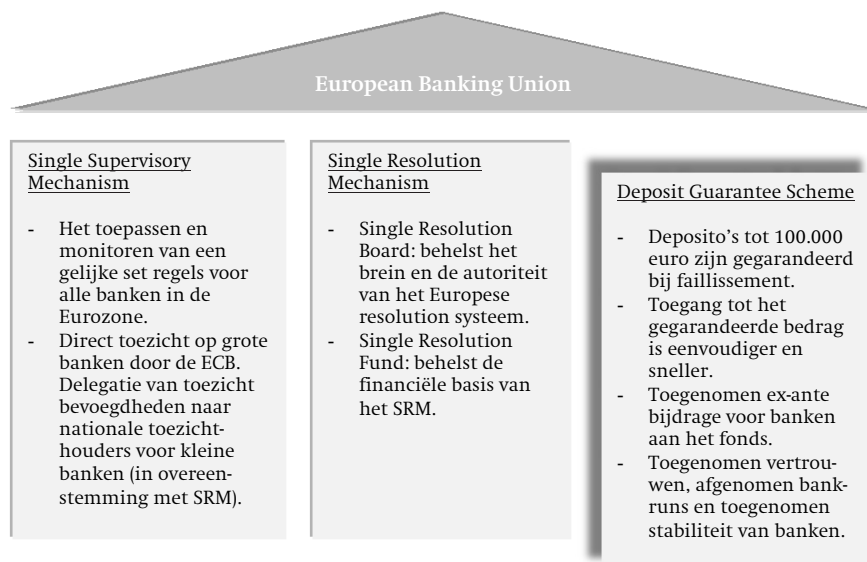 European Banking Union
Single Supervisory
Mechanism
- Het toepassen en
monitoren van een
gelijke set regels voor
alle banken in de
Eurozone.
- Direct toezicht op grote
banken door de ECB.
Delegatie van toezicht
bevoegdheden naar
nationale toezicht-
houders voor kleine
banken (in overeen-
stemming met SRM).
Single Resolution
Mechanism
- Single Resolution
Board: behelst het
brein en de autoriteit
van het Europese
resolution systeem.
- Single Resolution
Fund: behelst de
financiële basis van
het SRM.
Deposit Guarantee Scheme
- Deposito’s tot 100.000
euro zijn gegarandeerd
bij faillissement.
- Toegang tot het
gegarandeerde bedrag
is eenvoudiger en
sneller.
- Toegenomen ex-ante
bijdrage voor banken
aan het fonds.
- Toegenomen vertrou-
wen, afgenomen bank-
runs en toegenomen
stabiliteit van banken.